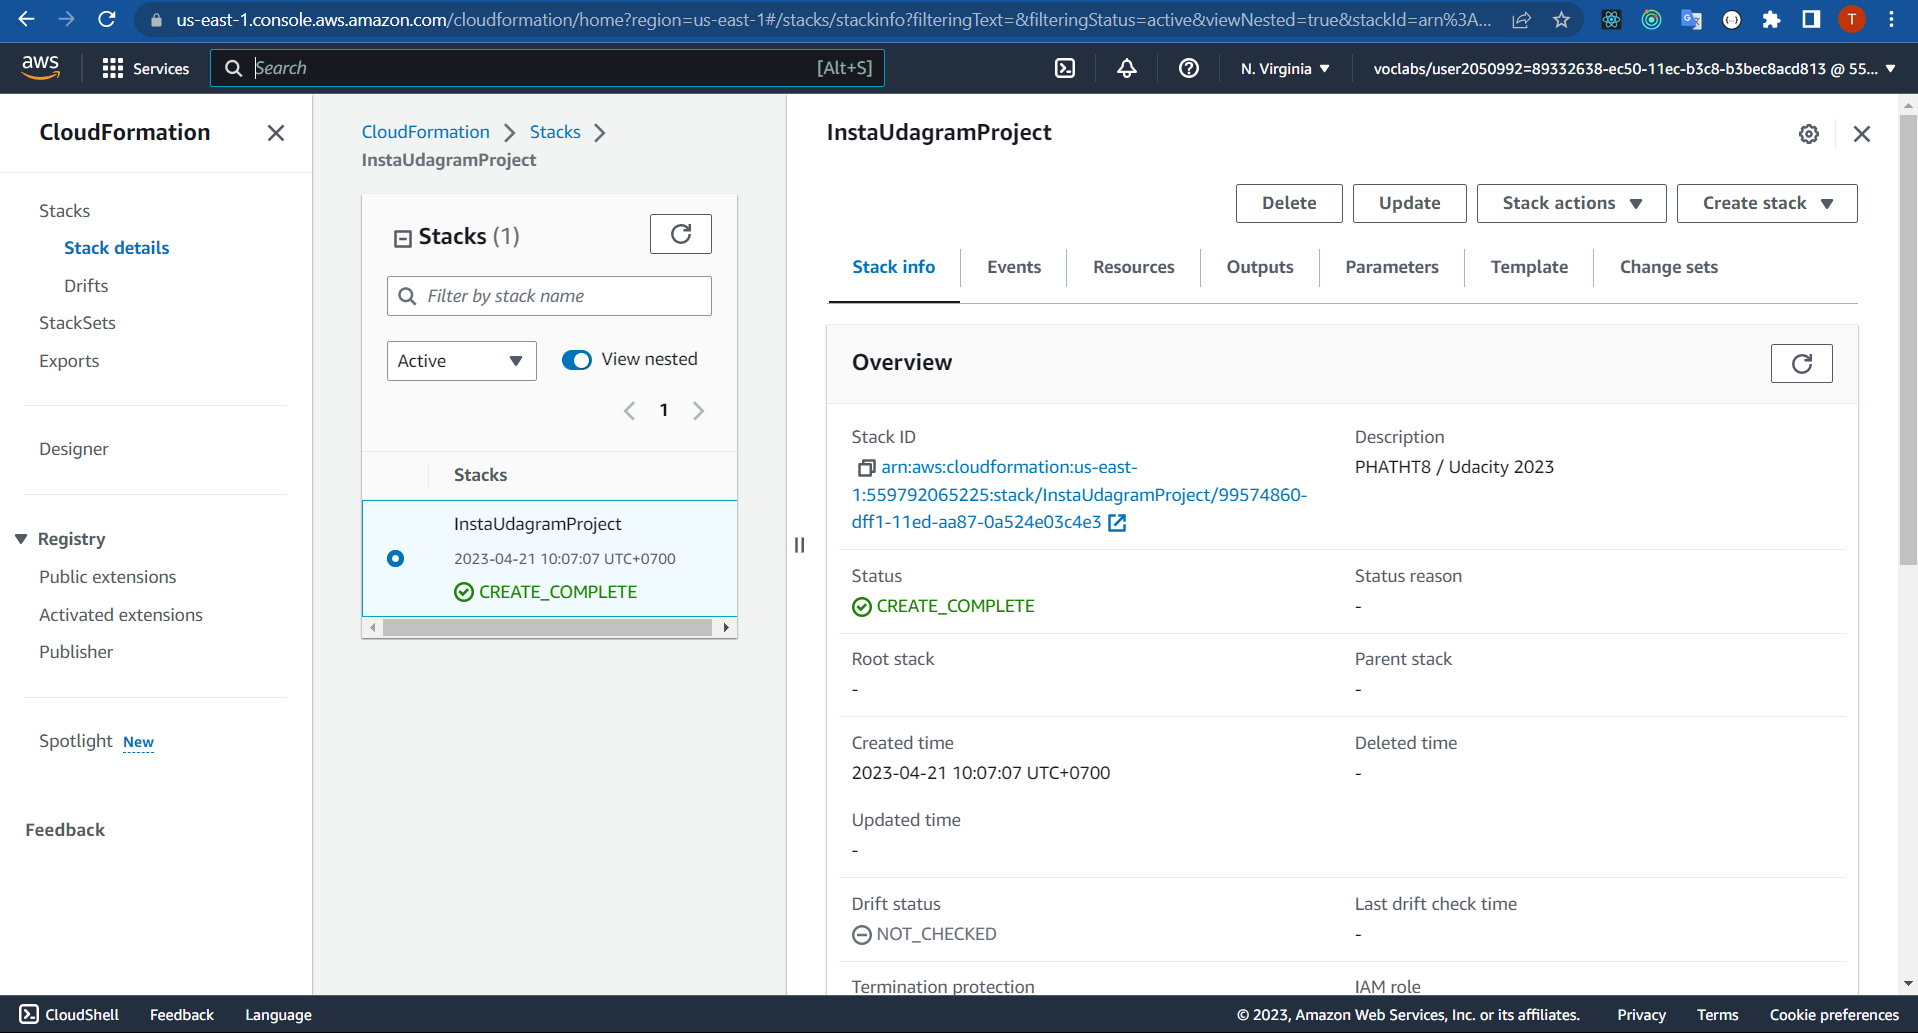 us-east-1.console.aws.amazon.com/cloudformation/home?region=us-east-1#/stacks/stackinfo?filteringText=&filteringStatus=active&viewNested=true&stackId=arn%3A...
T
aws
Services
Search
[Alt+S]
N. Virginia
voclabs/user2050992=89332638-ec50-11ec-b3c8-b3bec8acd813 @ 55...
CloudFormation
Stacks
Stack details
Drifts
StackSets
Exports
Designer
Registry
Public extensions
Activated extensions
Publisher
Spotlight New
Feedback
CloudFormation
Stacks
InstaUdagramProject
Stacks (1)
Filter by stack name
Active
View nested
1
Stacks
InstaUdagramProject
2023-04-21 10:07:07 UTC+0700
CREATE_COMPLETE
InstaUdagramProject
Delete
Update
Stack actions
Create stack
Stack info
Events
Resources
Outputs
Parameters
Template
Change sets
Overview
Stack ID
arn:aws:cloudformation:us-east-
1:559792065225:stack/InstaUdagramProject/99574860-
dff1-11ed-aa87-0a524e03c4e3
Description
PHATHT8 / Udacity 2023
Status
CREATE_COMPLETE
Status reason
-
Root stack
-
Parent stack
-
Created time
2023-04-21 10:07:07 UTC+0700
Deleted time
-
Updated time
-
Drift status
NOT_CHECKED
Last drift check time
-
Termination protection
IAM role
CloudShell
Feedback
Language
© 2023, Amazon Web Services, Inc. or its affiliates.
Privacy
Terms
Cookie preferences